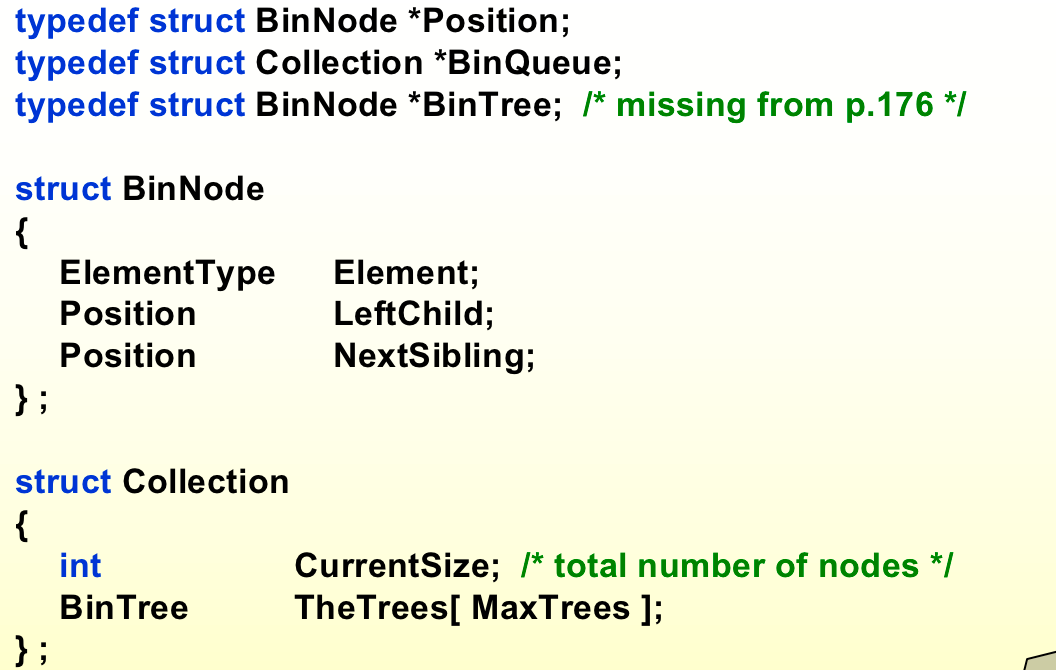 typedef struct BinNode *Position;
typedef struct Collection *BinQueue;
typedef struct BinNode *BinTree;  /* missing from p.176 */
struct BinNode
{
ElementType Element;
Position LeftChild;
Position NextSibling;
} ;
struct Collection
{
int CurrentSize;  /* total number of nodes */
BinTree TheTrees[ MaxTrees ];
} ;